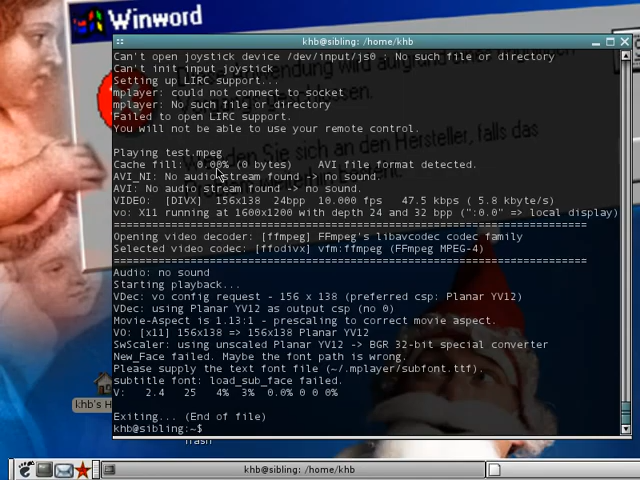 Winword
khb@sibling: /home/khb
Can't open joystick device /dev/input/js0 : No such file or directory
Can't init input joystick
Setting up LIRC support...
mplayer: could not connect to socket
mplayer: No such file or directory
Failed to open LIRC support.
You will not be able to use your remote control.
Playing test.mpeg
Cache fill: 0.00% (0 bytes) AVI file format detected.
AVI_NI: No audio stream found -> no sound.
AVI: No audio stream found -> no sound.
VIDEO: [DIVX] 156x138 24bpp 10.000 fps 47.5 kbps ( 5.8 kbyte/s)
vo: X11 running at 1600x1200 with depth 24 and 32 bpp (":0.0" => local display)
==========================================================================
Opening video decoder: [ffmpeg] FFmpeg's libavcodec codec family
Selected video codec: [ffodivx] vfm:ffmpeg (FFmpeg MPEG-4)
==========================================================================
Audio: no sound
Starting playback...
VDec: vo config request - 156 x 138 (preferred csp: Planar YV12)
VDec: using Planar YV12 as output csp (no 0)
Movie-Aspect is 1.13:1 - prescaling to correct movie aspect.
VO: [x11] 156x138 => 156x138 Planar YV12
SwScaler: using unscaled Planar YV12 -> BGR 32-bit special converter
New_Face failed. Maybe the font path is wrong.
Please supply the text font file (~/.mplayer/subfont.ttf).
subtitle font: load_sub_face failed.
V: 2.4 25 4% 3% 0.0% 0 0 0%
Exiting... (End of file)
khb@sibling:~$
wird aufgrund
geschlossen.
Sie sich an den Hersteller, falls das
khb's H
Trash
khb@sibling: /home/khb